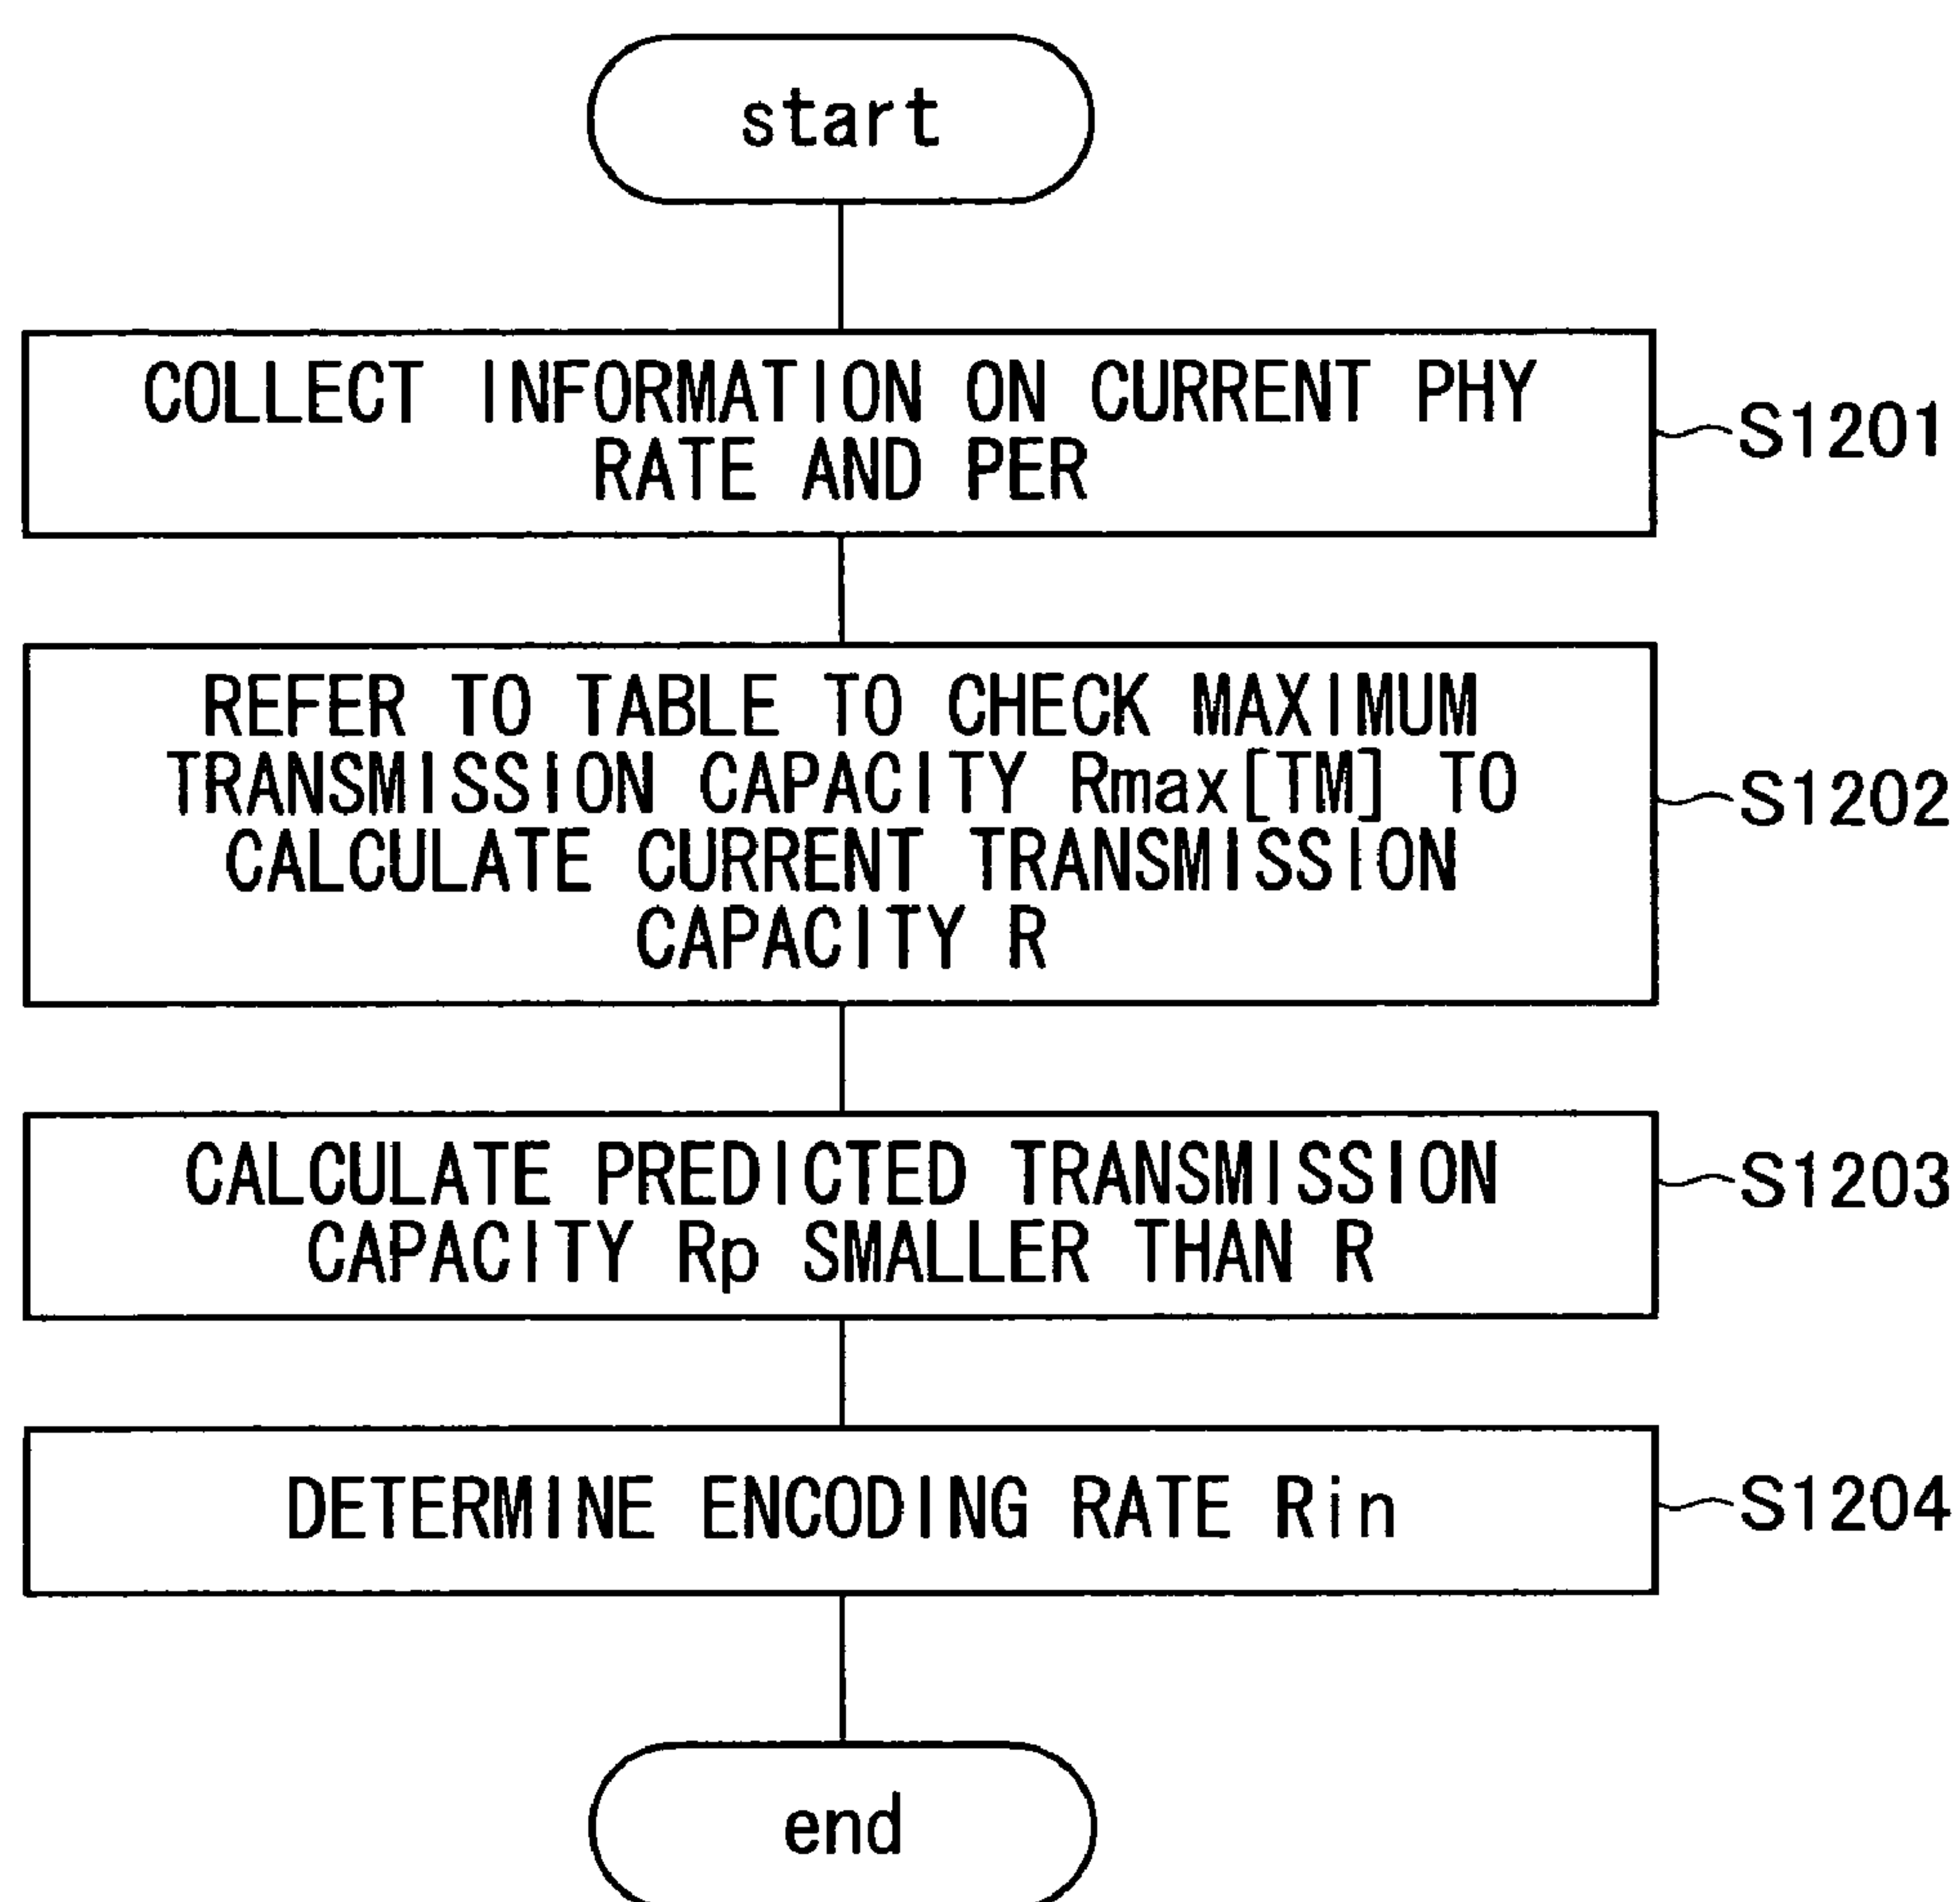 start
COLLECT INFORMATION ON CURRENT PHY
RATE AND PER
S1201
REFER TO TABLE TO CHECK MAXIMUM
TRANSMISSION CAPACITY Rmax[TM] TO
CALCULATE CURRENT TRANSMISSION
CAPACITY R
S1202
CALCULATE PREDICTED TRANSMISSION
CAPACITY Rp SMALLER THAN R
S1203
DETERMINE ENCODING RATE Rin
S1204
end